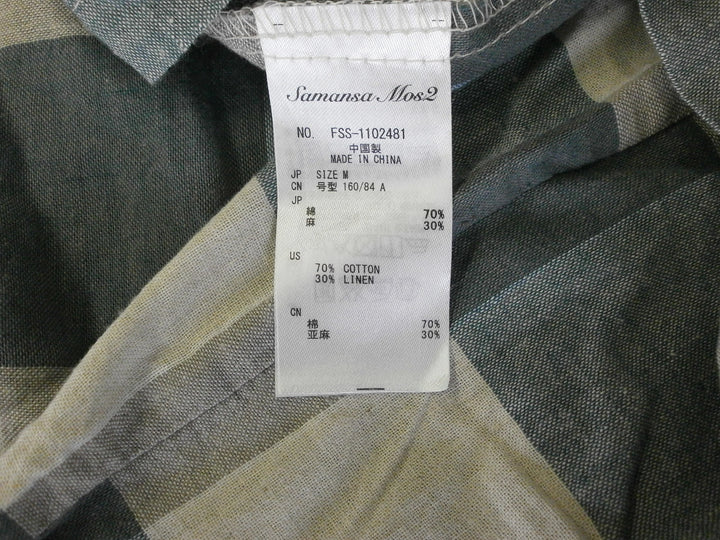 Samansa Mos2
NO. FSS-1102481
中国製
MADE IN CHINA
JP SIZE M
CN 号型 160/84 A
JP
綿 70%
麻 30%
US
70% COTTON
30% LINEN
CN
棉 70%
亚麻 30%